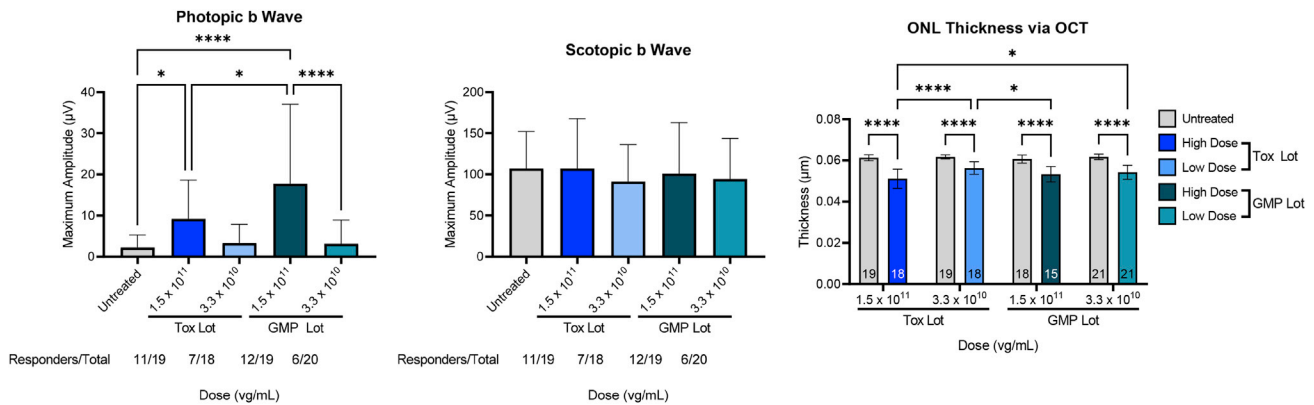 Photopic b Wave
****
*
*
****
Maximum Amplitude (µV)
40
30
20
10
0
Untreated
1.5 x 10¹¹
3.3 x 10¹⁰
1.5 x 10¹¹
3.3 x 10¹⁰
Tox Lot
GMP Lot
Responders/Total 11/19 7/18 12/19 6/20
Dose (vg/mL)
Scotopic b Wave
Maximum Amplitude (µV)
200
150
100
50
0
Untreated
1.5 x 10¹¹
3.3 x 10¹⁰
1.5 x 10¹¹
3.3 x 10¹⁰
Tox Lot
GMP Lot
Responders/Total 11/19 7/18 12/19 6/20
Dose (vg/mL)
ONL Thickness via OCT
*
****
*
**** **** **** ****
Thickness (µm)
0.08
0.06
0.04
0.02
0.00
19 18 19 18 18 15 21 21
1.5 x 10¹¹ 3.3 x 10¹⁰ 1.5 x 10¹¹ 3.3 x 10¹⁰
Tox Lot GMP Lot
Dose (vg/mL)
Untreated
High Dose
Low Dose
Tox Lot
High Dose
Low Dose
GMP Lot